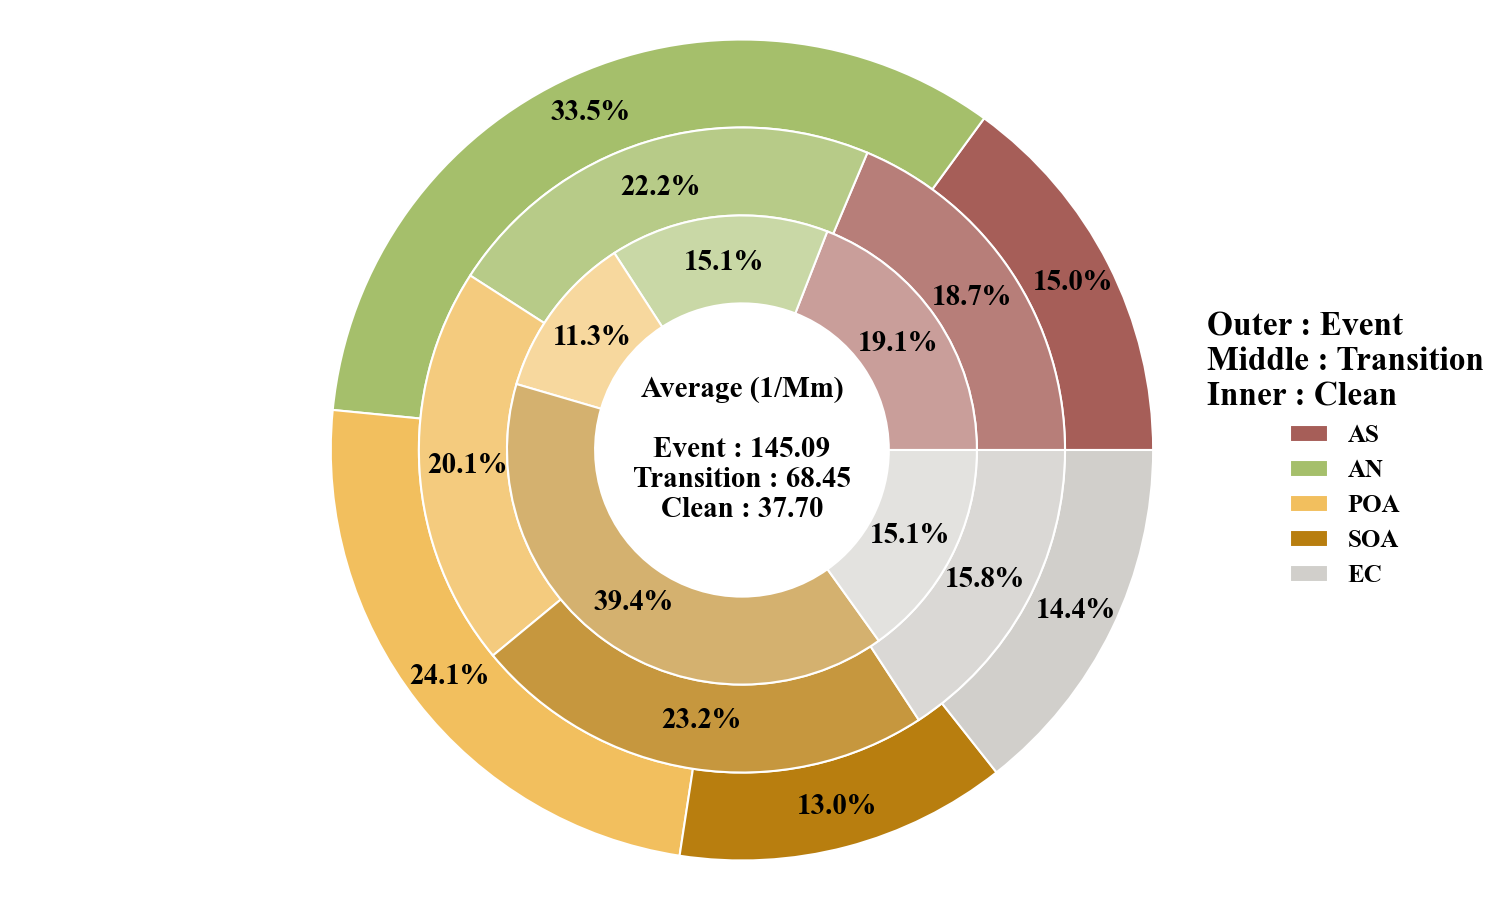 33.5%
22.2%
15.1%
15.0%
18.7%
19.1%
11.3%
20.1%
39.4%
24.1%
23.2%
13.0%
15.1%
15.8%
14.4%
Average (1/Mm)
Event : 145.09
Transition : 68.45
Clean : 37.70
Outer : Event
Middle : Transition
Inner : Clean
AS
AN
POA
SOA
EC